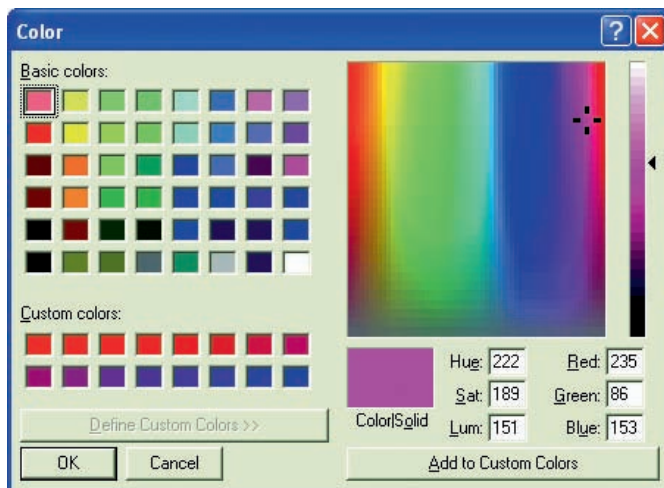 Color
?
Basic colors:
Custom colors:
Define Custom Colors >>
OK Cancel
Color|Solid
Hue: 222 Red: 235
Sat: 189 Green: 86
Lum: 151 Blue: 153
Add to Custom Colors